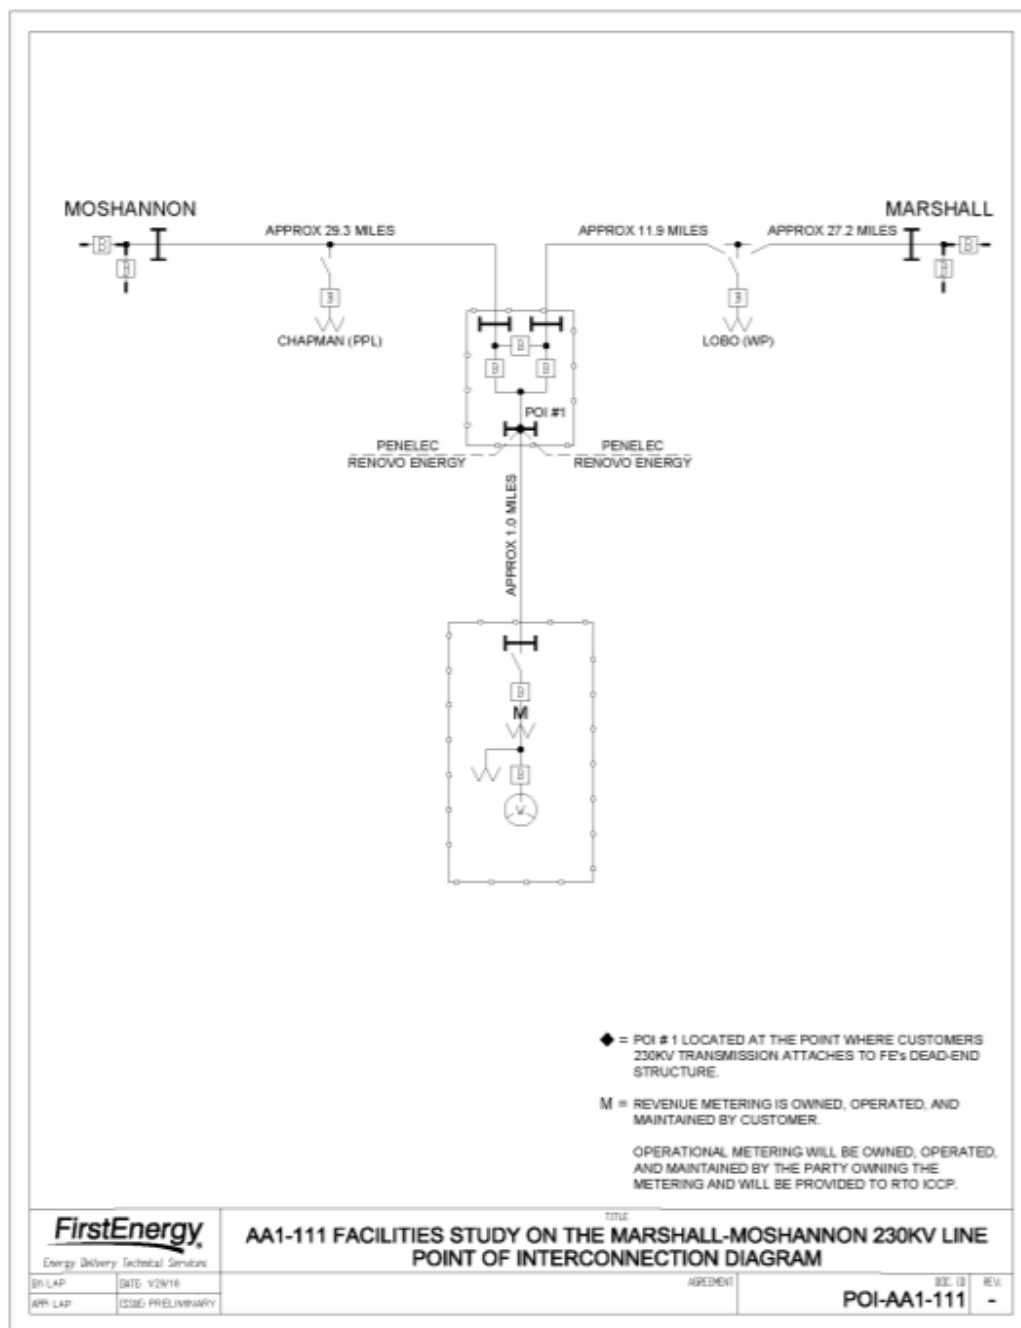 MOSHANNON
MARSHALL
APPROX 29.3 MILES
APPROX 11.9 MILES
APPROX 27.2 MILES
B
B
B
B
CHAPMAN (PPL)
LOBO (WP)
B
B
B
POI #1
PENELEC
RENOVO ENERGY
PENELEC
RENOVO ENERGY
APPROX 1.0 MILES
B
M
B
◆ = POI # 1 LOCATED AT THE POINT WHERE CUSTOMERS
230KV TRANSMISSION ATTACHES TO FE's DEAD-END
STRUCTURE.
M = REVENUE METERING IS OWNED, OPERATED, AND
MAINTAINED BY CUSTOMER.
OPERATIONAL METERING WILL BE OWNED, OPERATED,
AND MAINTAINED BY THE PARTY OWNING THE
METERING AND WILL BE PROVIDED TO RTO ICCP.
FirstEnergy
Energy Delivery Technical Services
TITLE
AA1-111 FACILITIES STUDY ON THE MARSHALL-MOSHANNON 230KV LINE
POINT OF INTERCONNECTION DIAGRAM
BY: LAP
DATE: 1/29/16
AGREEMENT
DOC. ID
REV.
APP: LAP
ISSUE: PRELIMINARY
POI-AA1-111
-